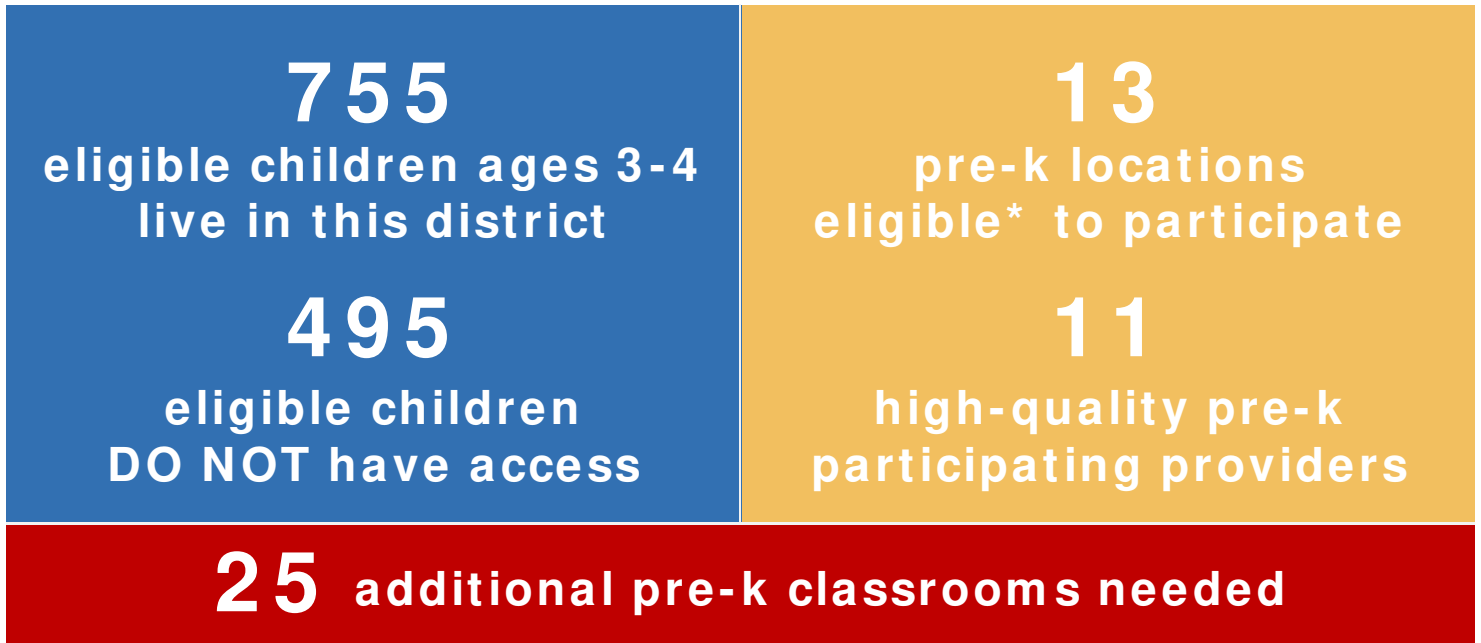 755
eligible children ages 3-4
live in this district
495
eligible children
DO NOT have access
13
pre-k locations
eligible* to participate
11
high-quality pre-k
participating providers
25 additional pre-k classrooms needed